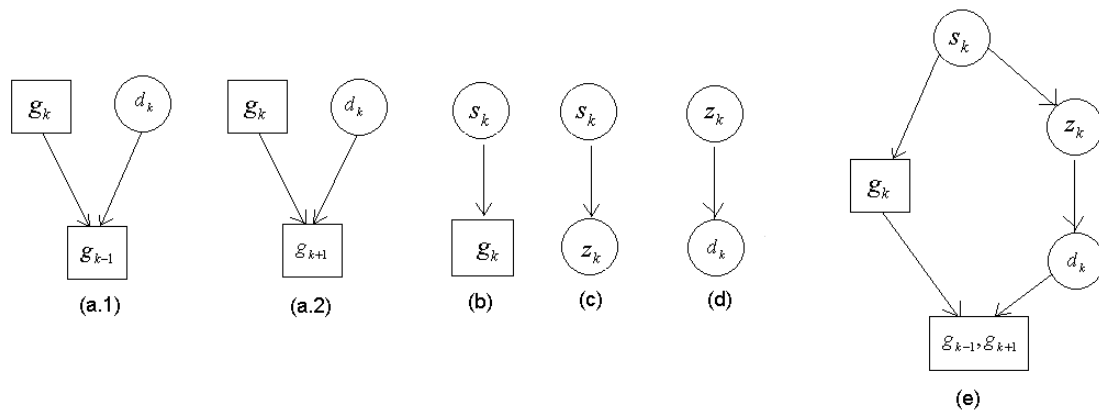 g_k
d_k
g_{k-1}
(a.1)
g_k
d_k
g_{k+1}
(a.2)
s_k
g_k
(b)
s_k
z_k
(c)
z_k
d_k
(d)
s_k
z_k
g_k
d_k
g_{k-1}, g_{k+1}
(e)